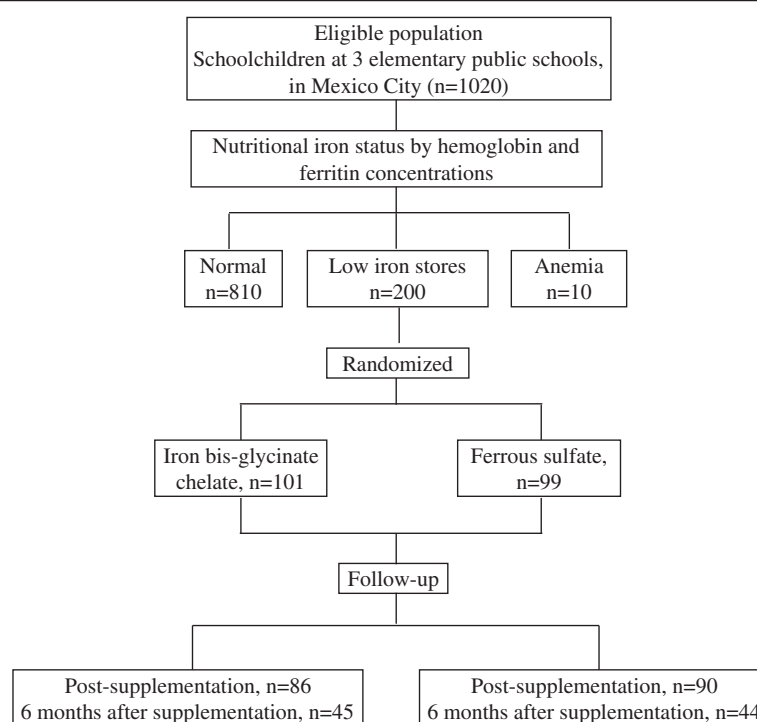 Eligible population
Schoolchildren at 3 elementary public schools,
in Mexico City (n=1020)
Nutritional iron status by hemoglobin and
ferritin concentrations
Normal
n=810
Low iron stores
n=200
Anemia
n=10
Randomized
Iron bis-glycinate
chelate, n=101
Ferrous sulfate,
n=99
Follow-up
Post-supplementation, n=86
6 months after supplementation, n=45
Post-supplementation, n=90
6 months after supplementation, n=44